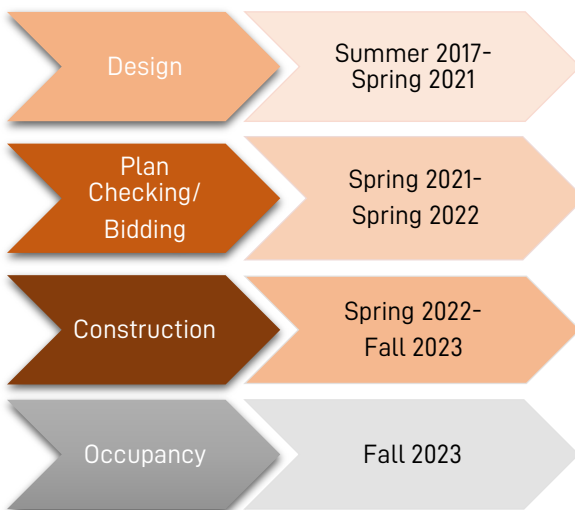 Design
Summer 2017-
Spring 2021
Plan
Checking/
Bidding
Spring 2021-
Spring 2022
Construction
Spring 2022-
Fall 2023
Occupancy
Fall 2023